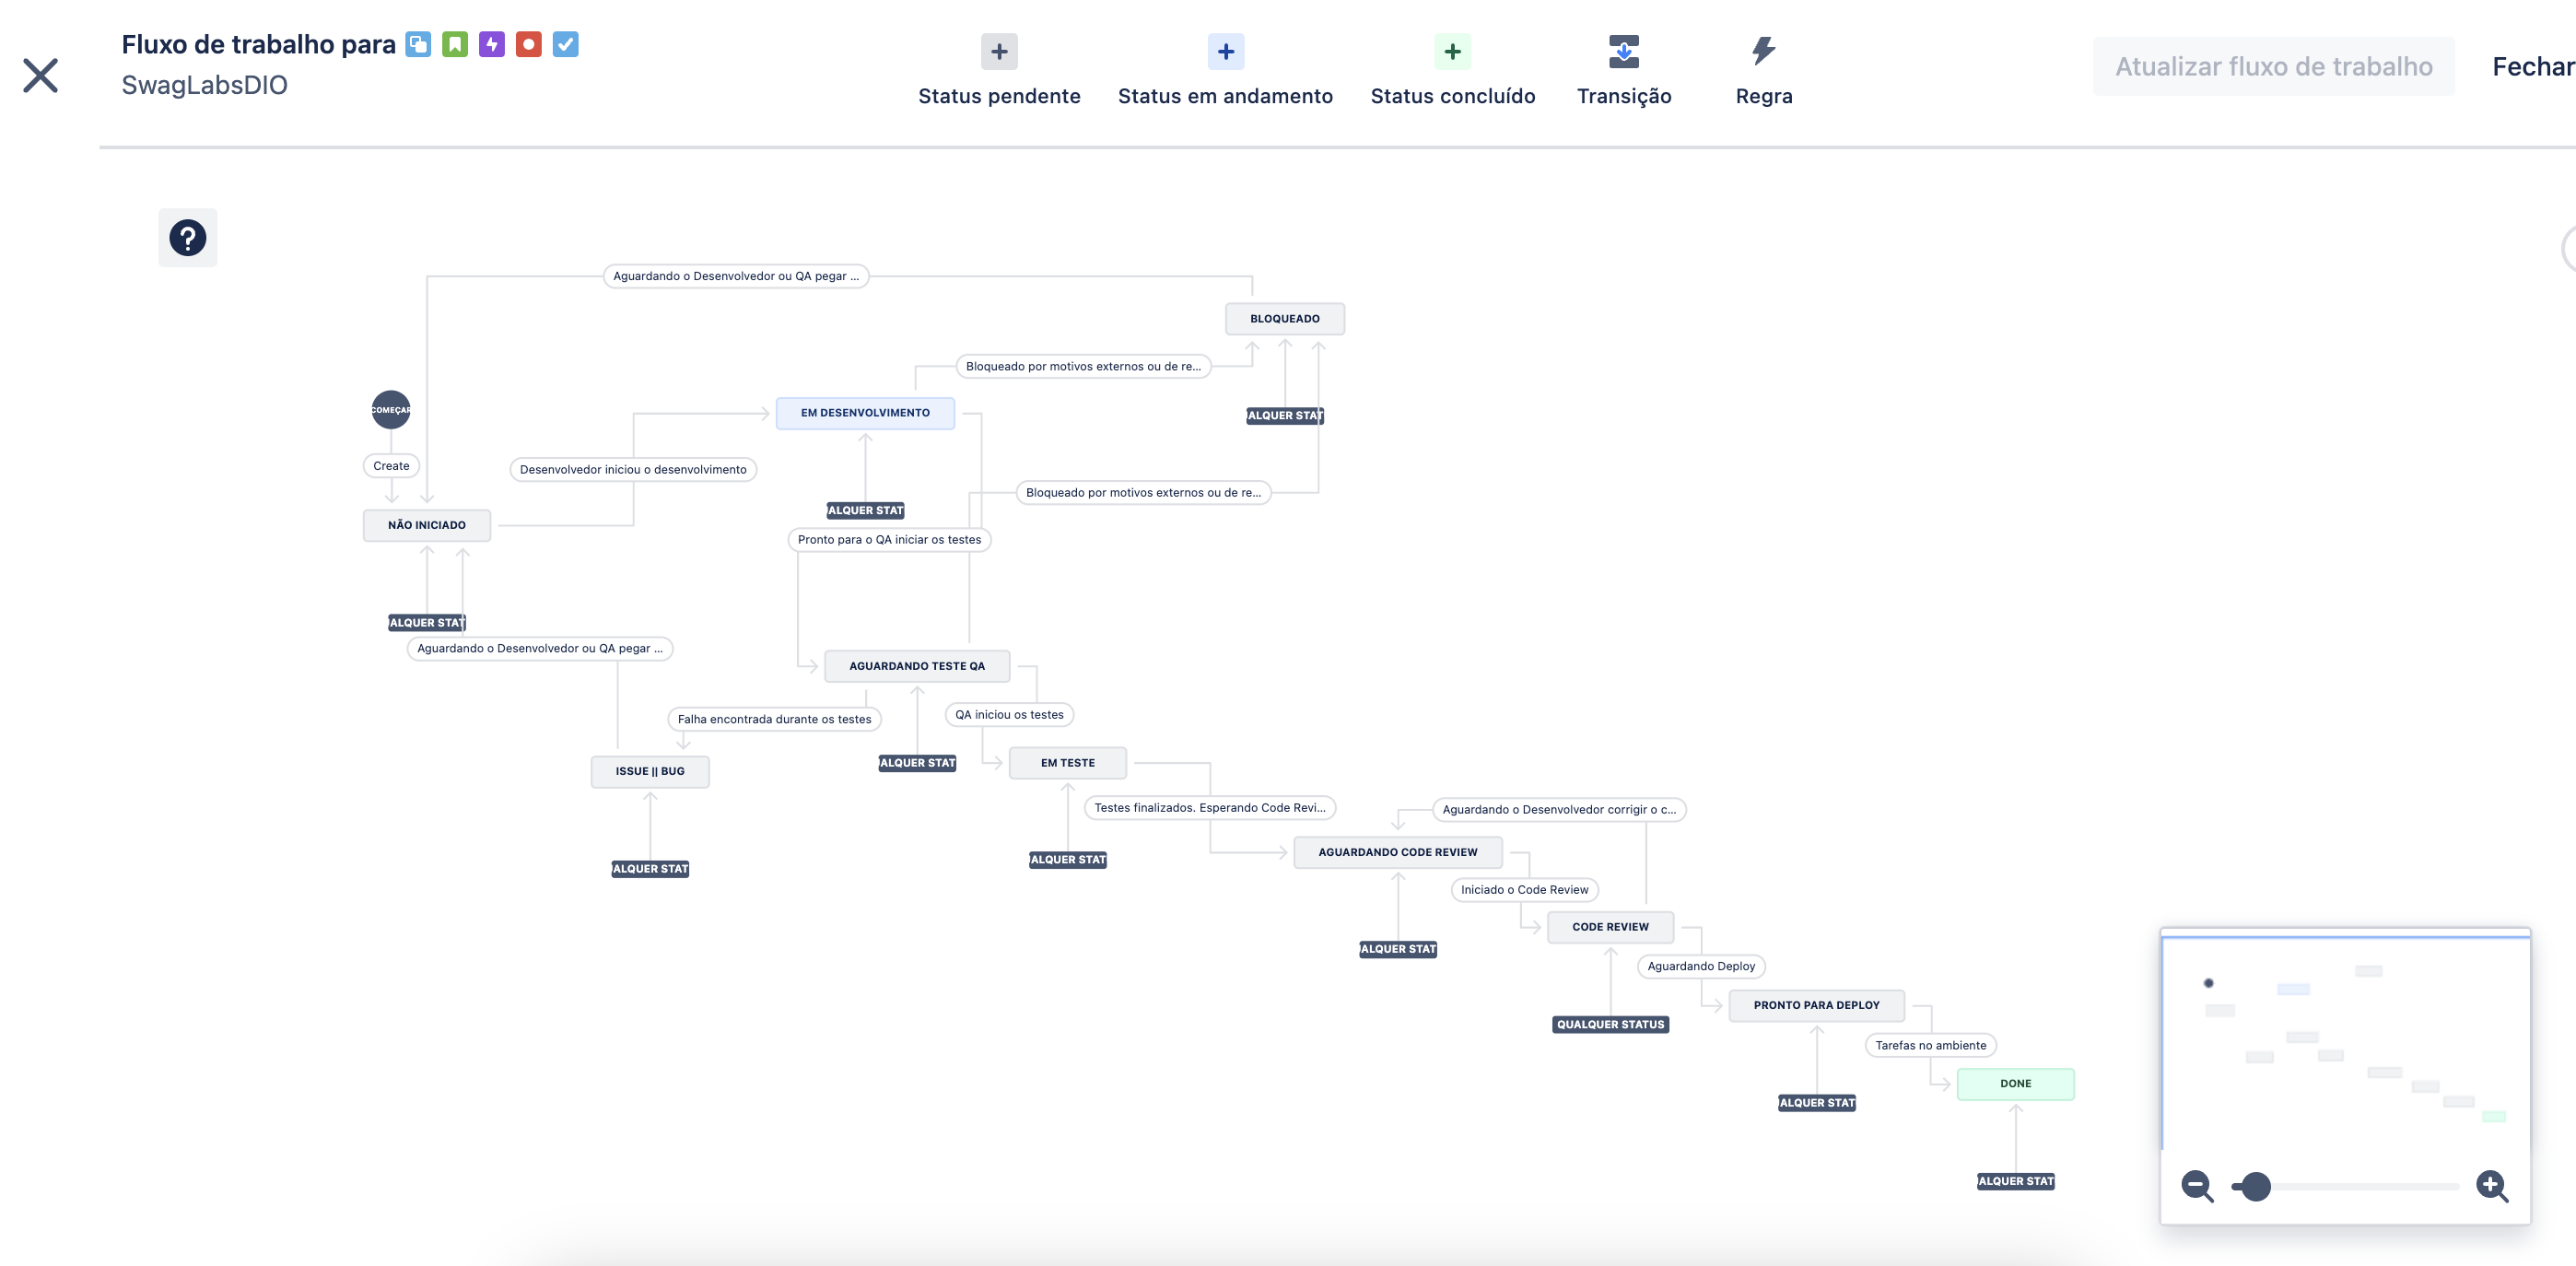 Fluxo de trabalho para
SwagLabsDIO
Status pendente
Status em andamento
Status concluído
Transição
Regra
Atualizar fluxo de trabalho
Fechar
Aguardando o Desenvolvedor ou QA pegar ...
BLOQUEADO
Bloqueado por motivos externos ou de re...
COMEÇAR
EM DESENVOLVIMENTO
ALQUER STAT
Create
Desenvolvedor iniciou o desenvolvimento
Bloqueado por motivos externos ou de re...
ALQUER STAT
NÃO INICIADO
Pronto para o QA iniciar os testes
ALQUER STAT
Aguardando o Desenvolvedor ou QA pegar ...
AGUARDANDO TESTE QA
Falha encontrada durante os testes
QA iniciou os testes
ALQUER STAT
EM TESTE
ISSUE || BUG
Testes finalizados. Esperando Code Revi...
Aguardando o Desenvolvedor corrigir o c...
AGUARDANDO CODE REVIEW
ALQUER STAT
ALQUER STAT
Iniciado o Code Review
CODE REVIEW
ALQUER STAT
Aguardando Deploy
PRONTO PARA DEPLOY
QUALQUER STATUS
Tarefas no ambiente
DONE
ALQUER STAT
ALQUER STAT